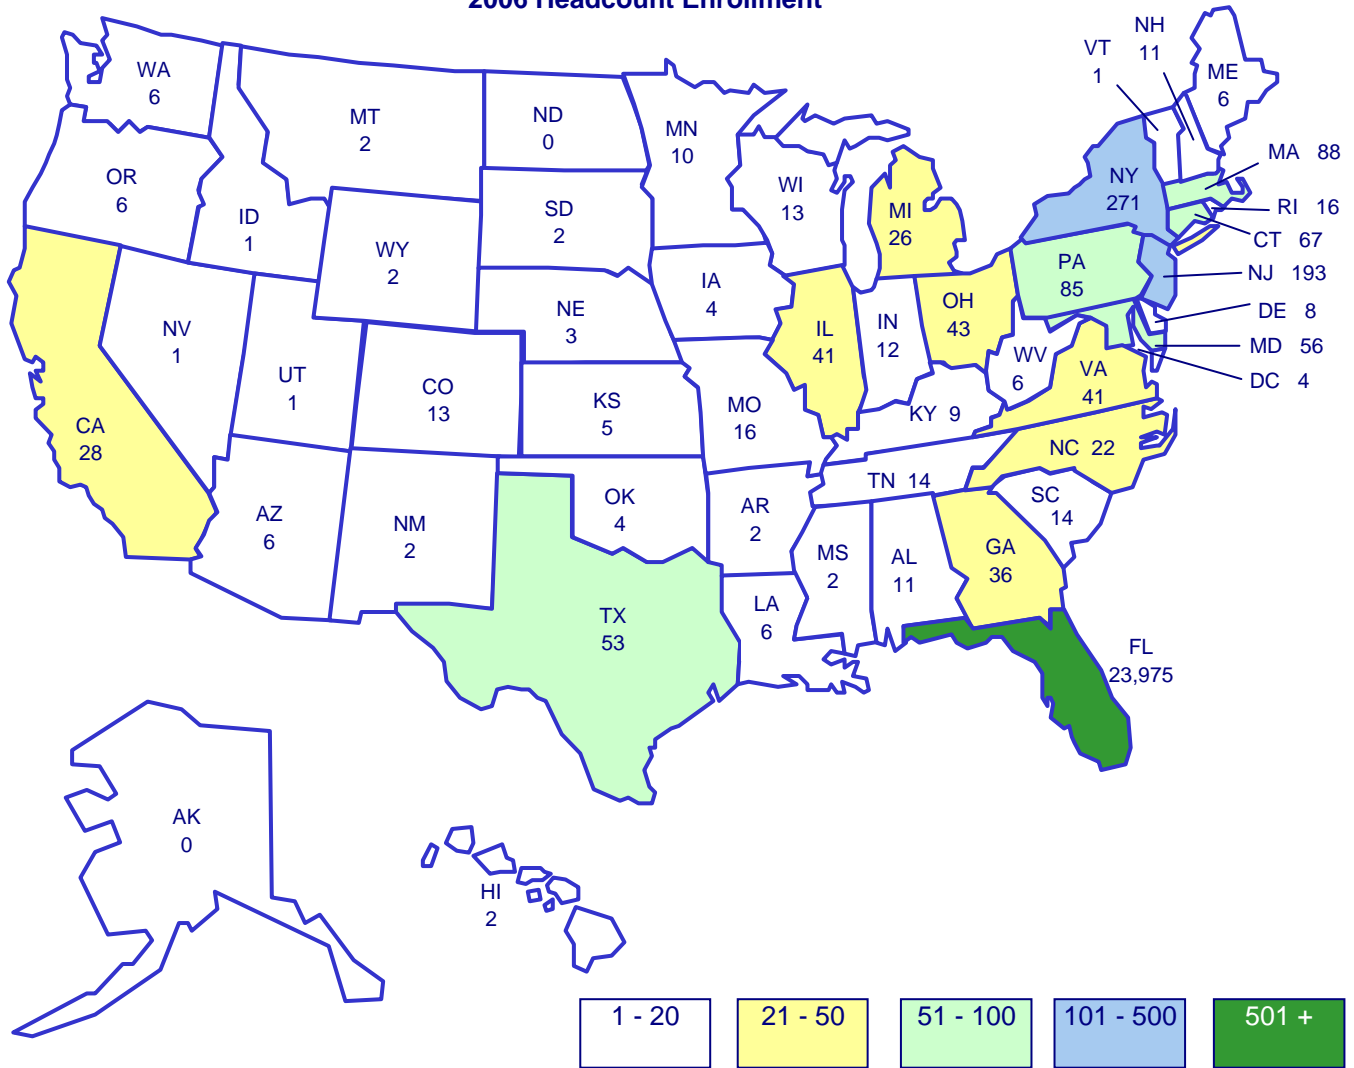 2006 Headcount Enrollment
WA
6
OR
6
CA
28
NV
1
ID
1
MT
2
WY
2
UT
1
AZ
6
CO
13
NM
2
ND
0
SD
2
NE
3
KS
5
OK
4
TX
53
MN
10
IA
4
MO
16
AR
2
LA
6
WI
13
IL
41
MI
26
IN
12
OH
43
KY 9
TN 14
MS
2
AL
11
GA
36
FL
23,975
SC
14
NC 22
VA
41
WV
6
PA
85
NY
271
VT
1
NH
11
ME
6
MA 88
RI 16
CT 67
NJ 193
DE 8
MD 56
DC 4
AK
0
HI
2
1 - 20
21 - 50
51 - 100
101 - 500
501 +